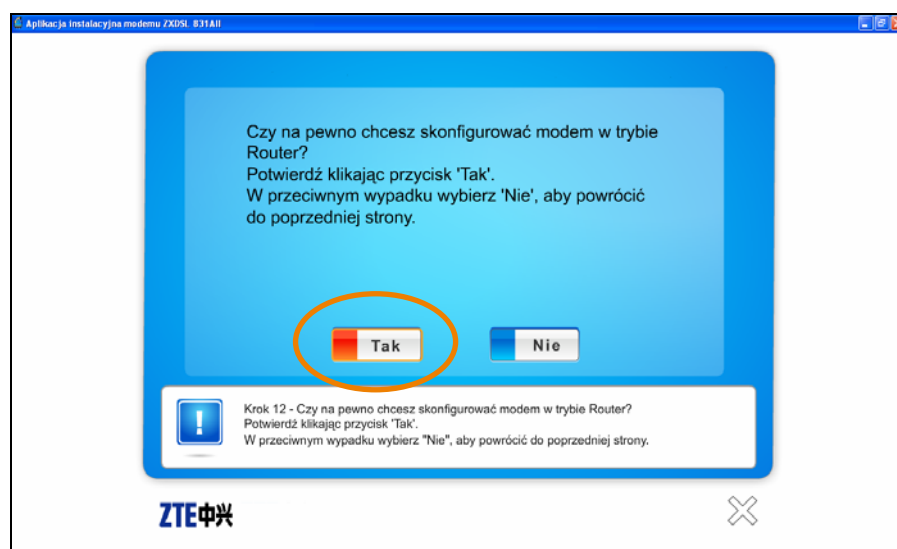 Aplikacja instalacyjna modemu ZXDSL 831AII
Czy na pewno chcesz skonfigurować modem w trybie
Router?
Potwierdź klikając przycisk 'Tak'.
W przeciwnym wypadku wybierz 'Nie', aby powrócić
do poprzedniej strony.
Tak
Nie
Krok 12 - Czy na pewno chcesz skonfigurować modem w trybie Router?
Potwierdź klikając przycisk 'Tak'.
W przeciwnym wypadku wybierz "Nie", aby powrócić do poprzedniej strony.
ZTE中兴